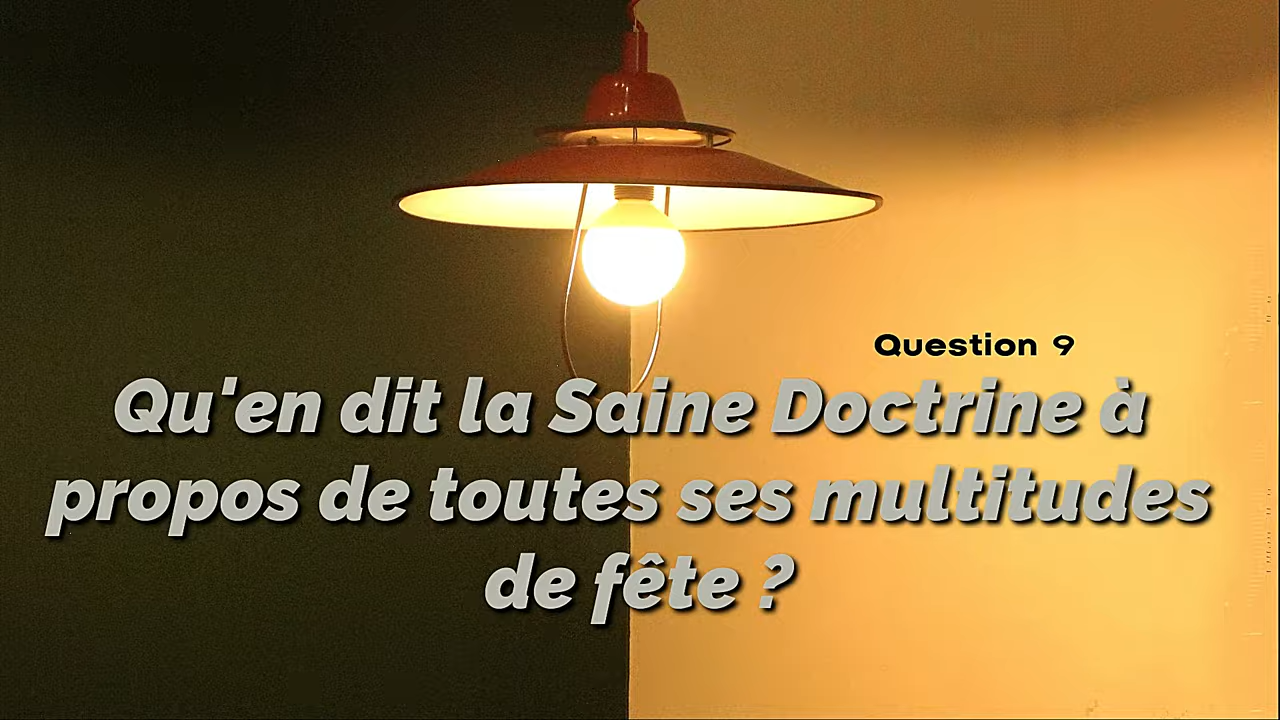 Question 9
Qu'en dit la Saine Doctrine à
propos de toutes ses multitudes
de fête ?